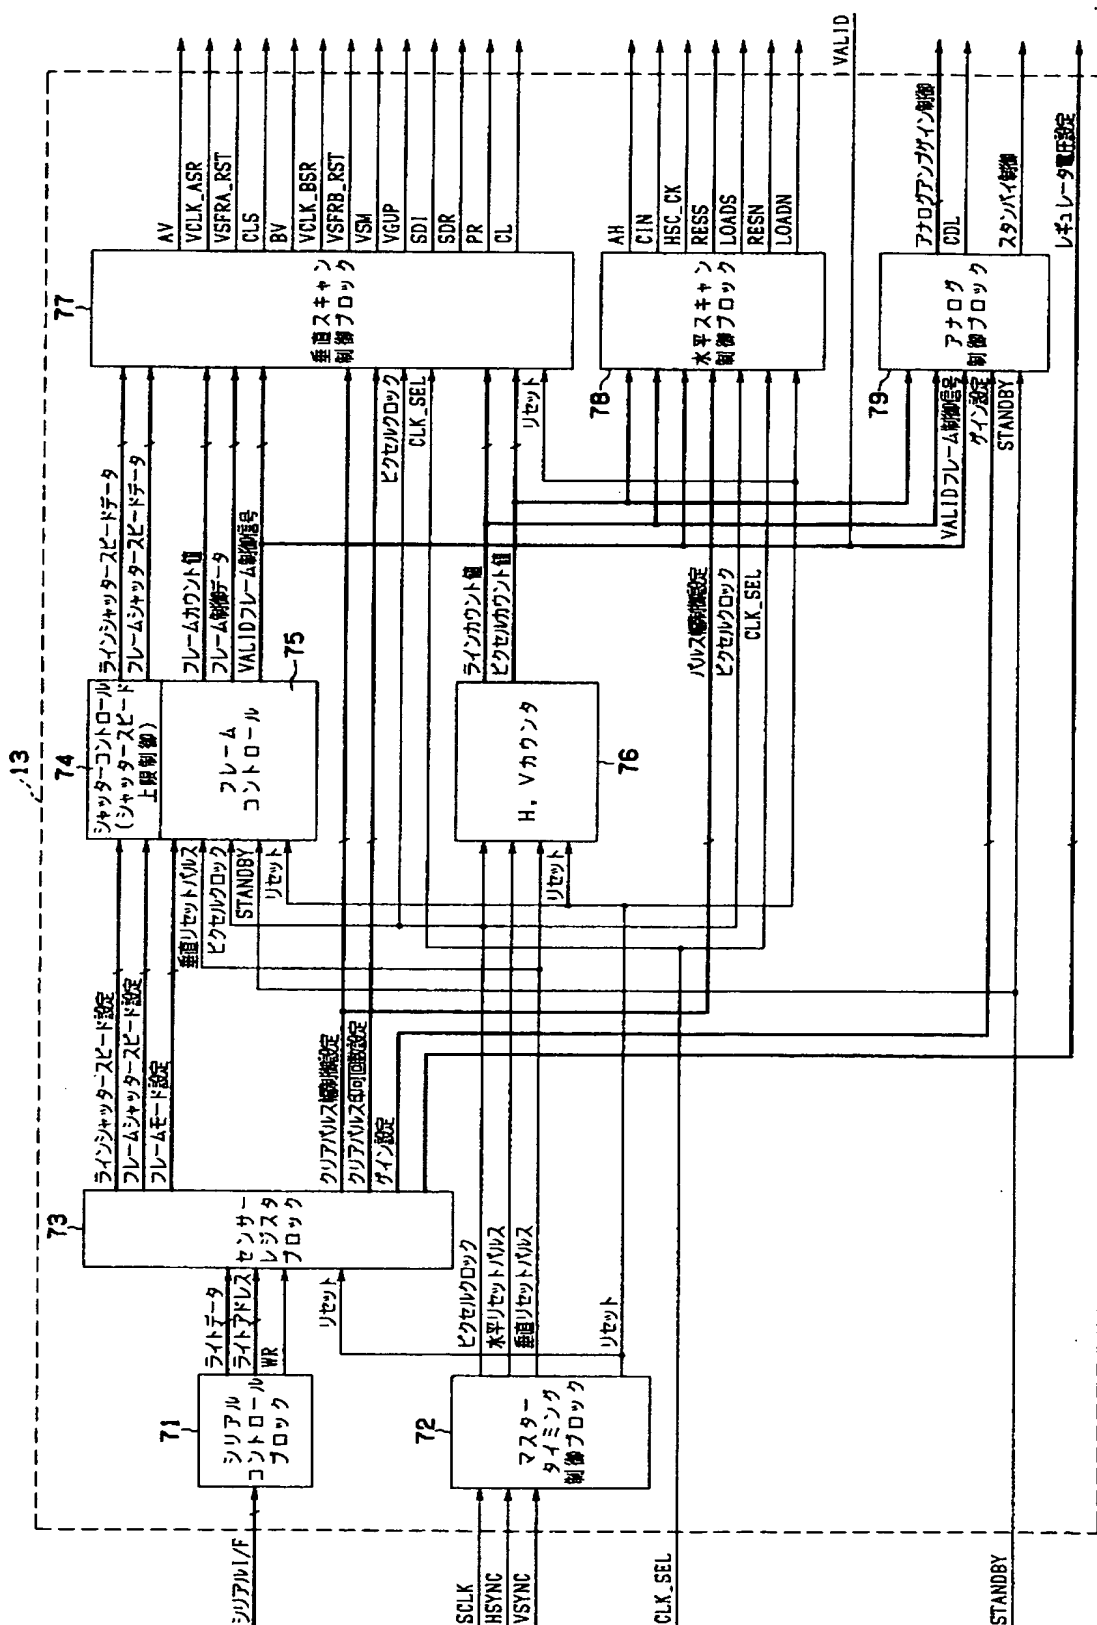 13
シリアルI/F
71
シリアル
コントロール
ブロック
ライトデータ
ライトアドレス
WR
リセット
73
センサー
レジスタ
ブロック
ラインシャッタースピード設定
フレームシャッタースピード設定
フレームモード設定
クリアパルス幅制御設定
クリアパルス印可回数設定
ゲイン設定
SCLK
HSYNC
VSYNC
72
マスター
タイミング
制御ブロック
ピクセルクロック
水平リセットパルス
垂直リセットパルス
リセット
CLK_SEL
STANDBY
74
シャッターコントロール
(シャッタースピード
上限制御)
75
フレーム
コントロール
垂直リセットパルス
ピクセルクロック
STANDBY
リセット
ラインシャッタースピードデータ
フレームシャッタースピードデータ
フレームカウント値
フレーム制御データ
VALIDフレーム制御信号
76
H, Vカウンタ
リセット
ラインカウント値
ピクセルカウント値
パルス幅制御設定
ピクセルクロック
CLK_SEL
77
垂直スキャン
制御ブロック
ピクセルクロック
CLK_SEL
リセット
AV
VCLK_ASR
VSFRA_RST
CLS
BV
VCLK_BSR
VSFRB_RST
VSM
VGUP
SDI
SDR
PR
CL
78
水平スキャン
制御ブロック
AH
CIN
HSC_CK
RESS
LOADS
RESN
LOADN
VALID
79
アナログ
制御ブロック
VALIDフレーム制御信号
ゲイン設定
STANDBY
アナログアンプゲイン制御
CDL
スタンバイ制御
レギュレータ電圧設定